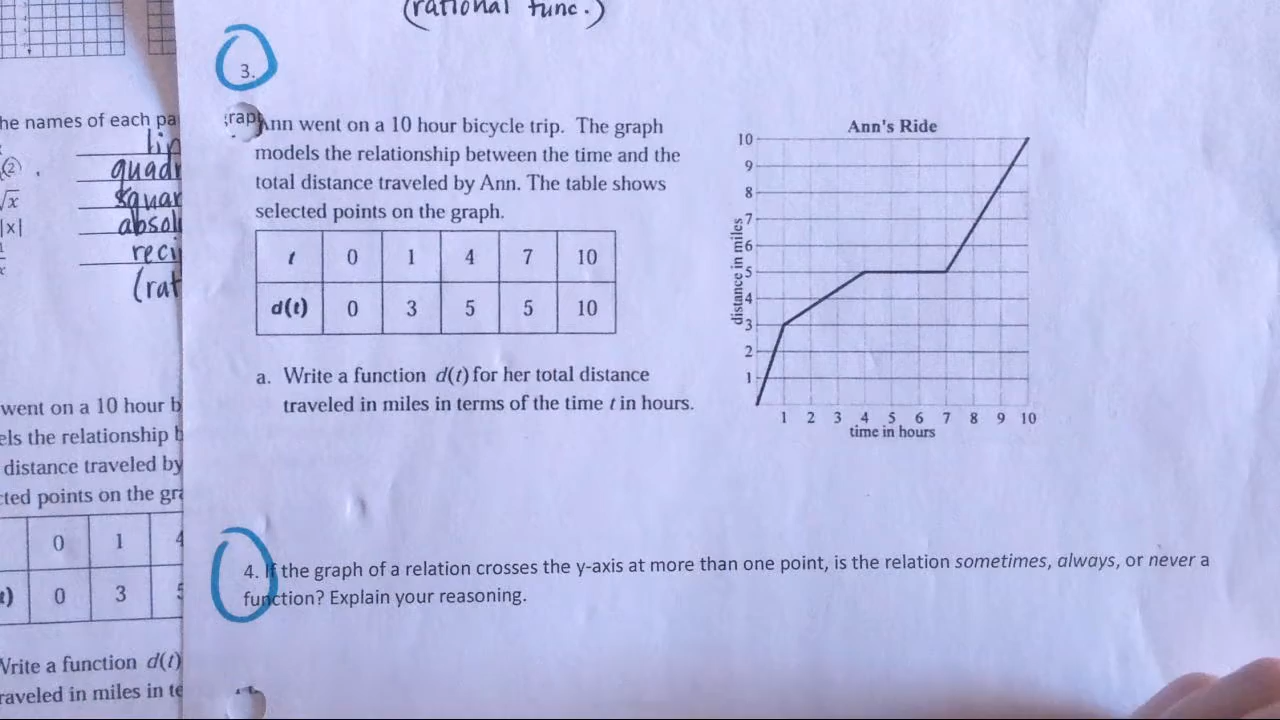 (rational func.)
3.
Ann went on a 10 hour bicycle trip. The graph
models the relationship between the time and the
total distance traveled by Ann. The table shows
selected points on the graph.
t 0 1 4 7 10
d(t) 0 3 5 5 10
a. Write a function d(t) for her total distance
traveled in miles in terms of the time t in hours.
Ann's Ride
10
9
8
7
6
5
4
3
2
1
distance in miles
1 2 3 4 5 6 7 8 9 10
time in hours
4. If the graph of a relation crosses the y-axis at more than one point, is the relation sometimes, always, or never a
function? Explain your reasoning.
he names of each pa
lin
quadr
√x squar
|x| absol
reci
(rat
went on a 10 hour b
els the relationship b
distance traveled by
cted points on the gra
0 1 4
t) 0 3 5
Write a function d(t)
raveled in miles in te